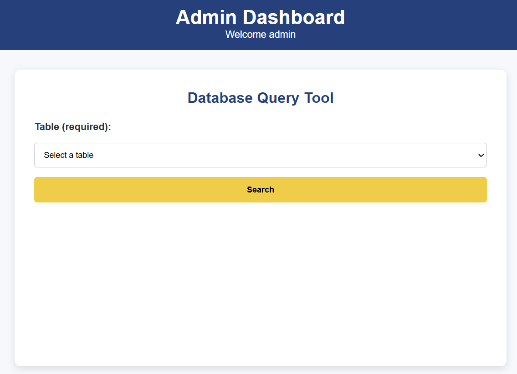 Admin Dashboard
Welcome admin
Database Query Tool
Table (required):
Select a table
Search